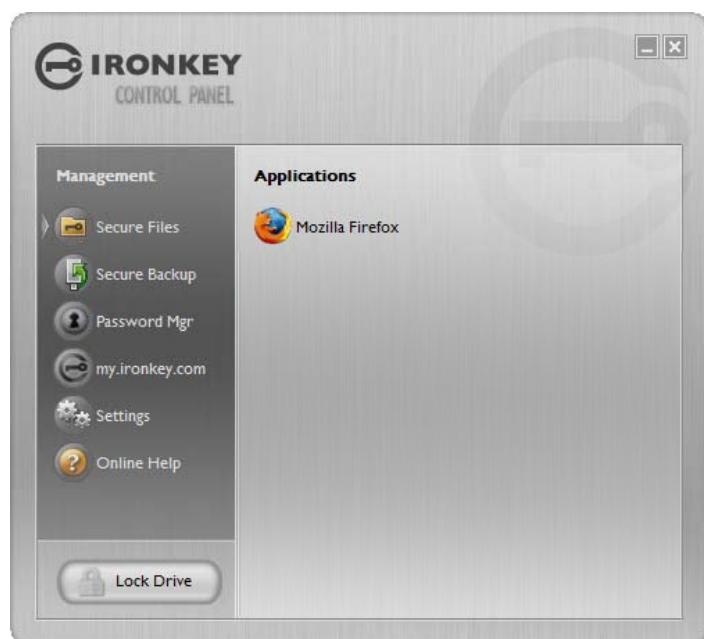 IRONKEY
CONTROL PANEL
Management
Secure Files
Secure Backup
Password Mgr
my.ironkey.com
Settings
Online Help
Lock Drive
Applications
Mozilla Firefox